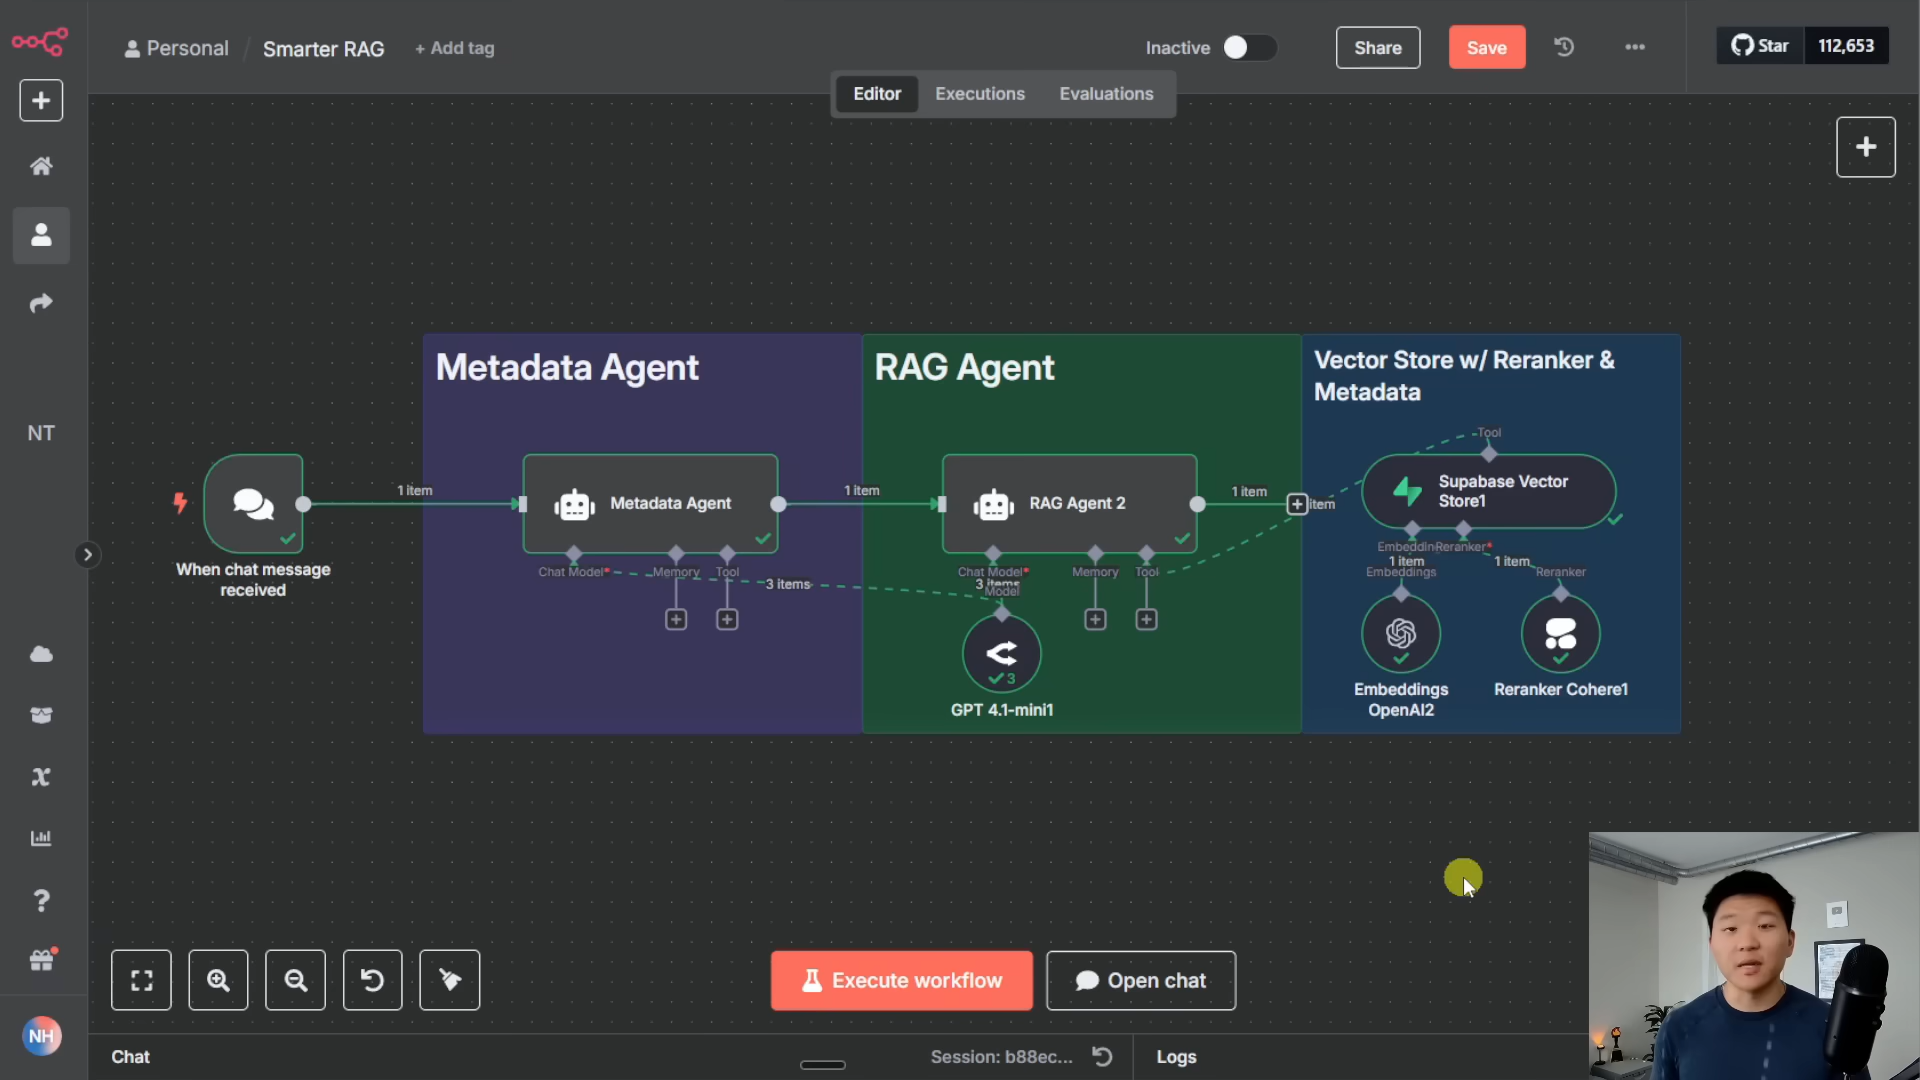 Personal / Smarter RAG + Add tag
Inactive
Share
Save
Star 112,653
Editor Executions Evaluations
NT
Metadata Agent
RAG Agent
Vector Store w/ Reranker &
Metadata
When chat message
received
1 item
Metadata Agent
Chat Model*
Memory
Tool
3 items
1 item
RAG Agent 2
Chat Model*
Memory
Tool
3 items
Model
3
GPT 4.1-mini1
1 item
item
Tool
Supabase Vector
Store1
Embeddin
Reranker*
1 item
1 item
Embeddings
Reranker
Embeddings
OpenAI2
Reranker Cohere1
Execute workflow
Open chat
NH
Chat
Session: b88ec...
Logs